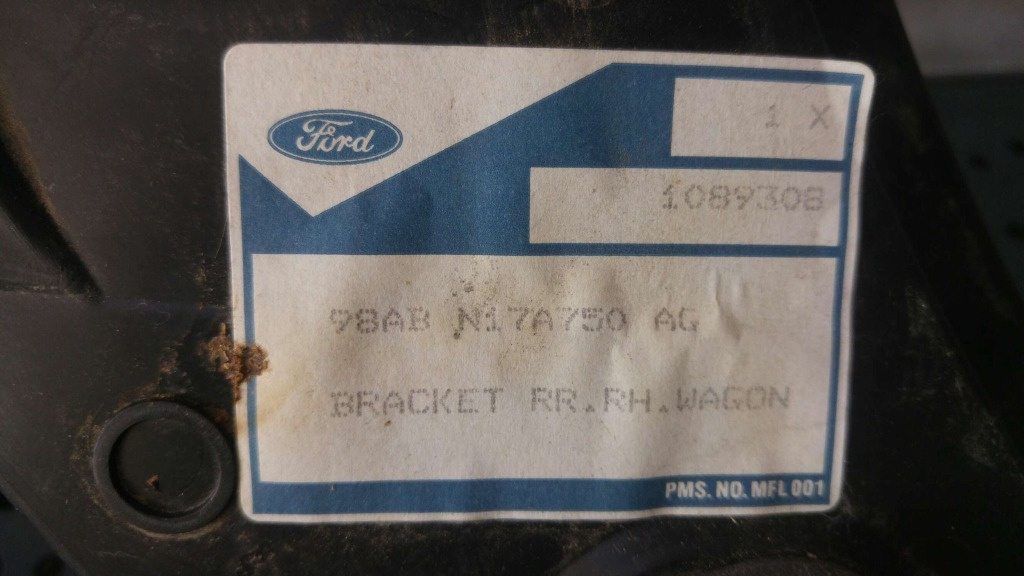 Ford
1 X
1089308
98AB N17A750 AG
BRACKET RR.RH.WAGON
PMS. NO. MFL 001